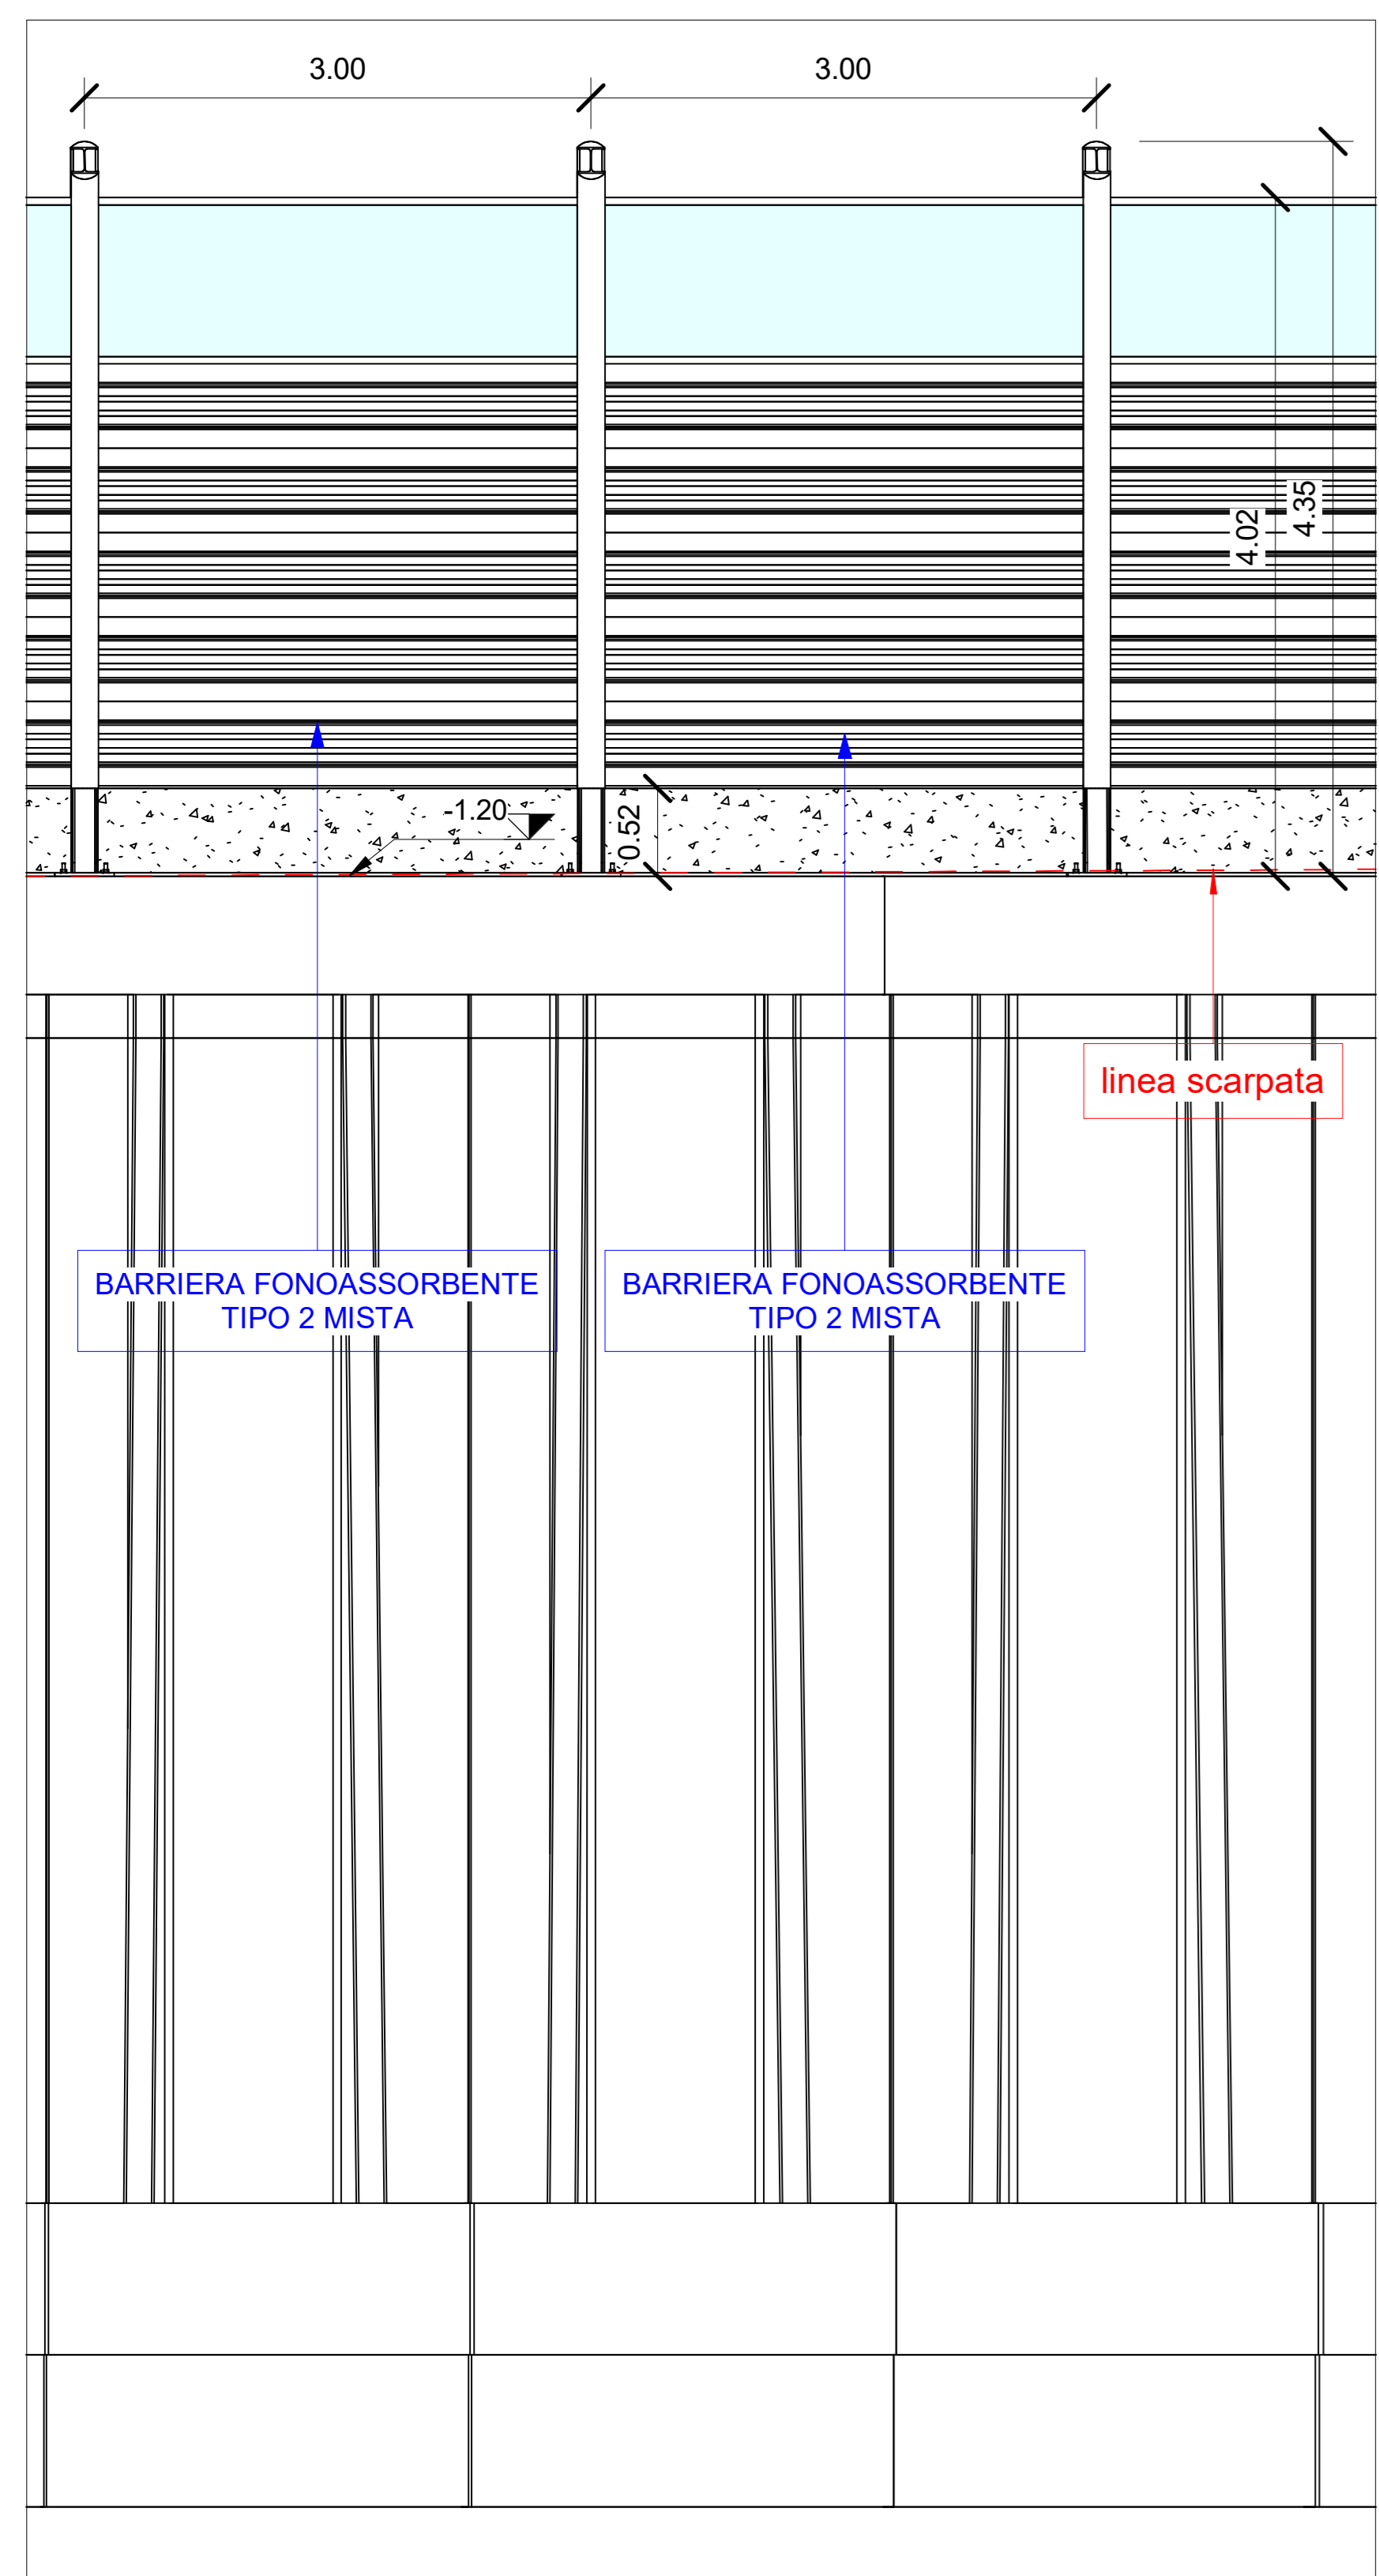 3.00
3.00
4.35
4.02
-1.20
0.52
linea scarpata
BARRIERA FONOASSORBENTE
TIPO 2 MISTA
BARRIERA FONOASSORBENTE
TIPO 2 MISTA